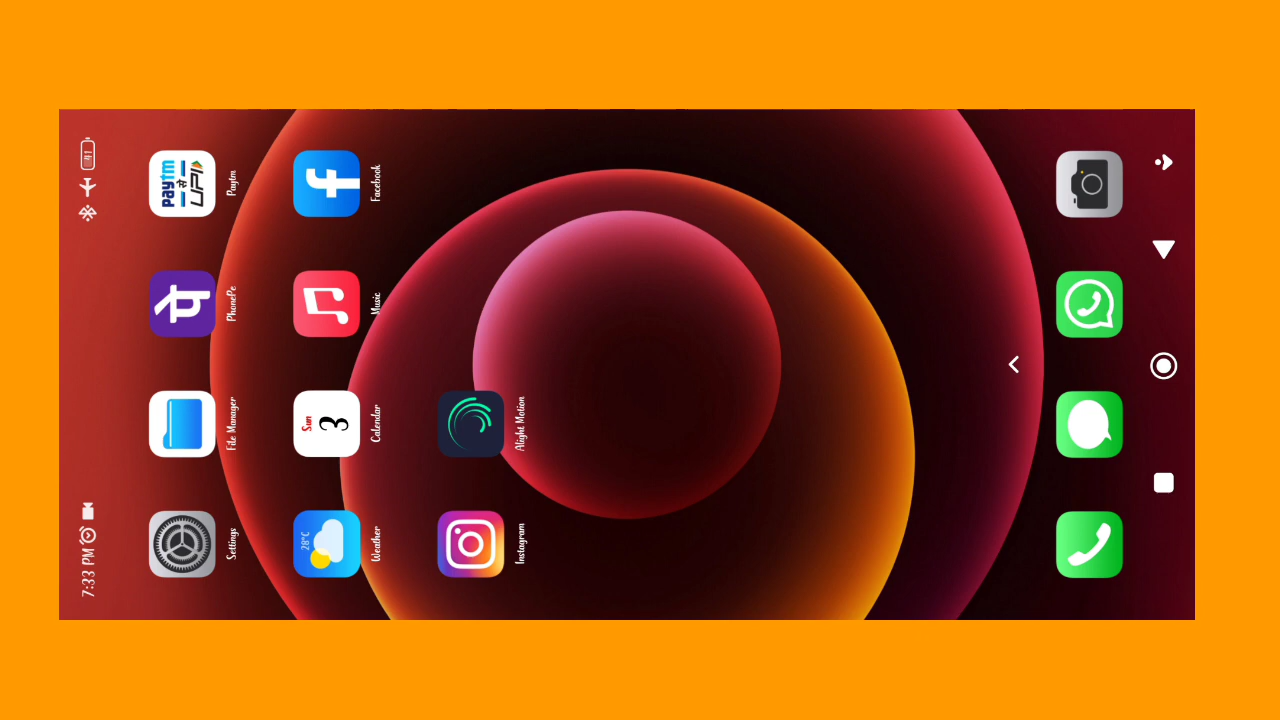 7:33 PM 41
पे
paytm
से
UPI
Settings File Manager PhonePe Paytm
28°C
Sun
3
f
Weather Calendar Music Facebook
Instagram Alight Motion